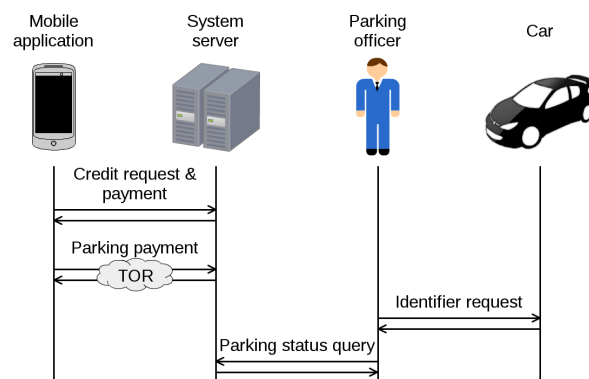 Mobile
application
System
server
Parking
officer
Car
Credit request &
payment
Parking payment
TOR
Identifier request
Parking status query